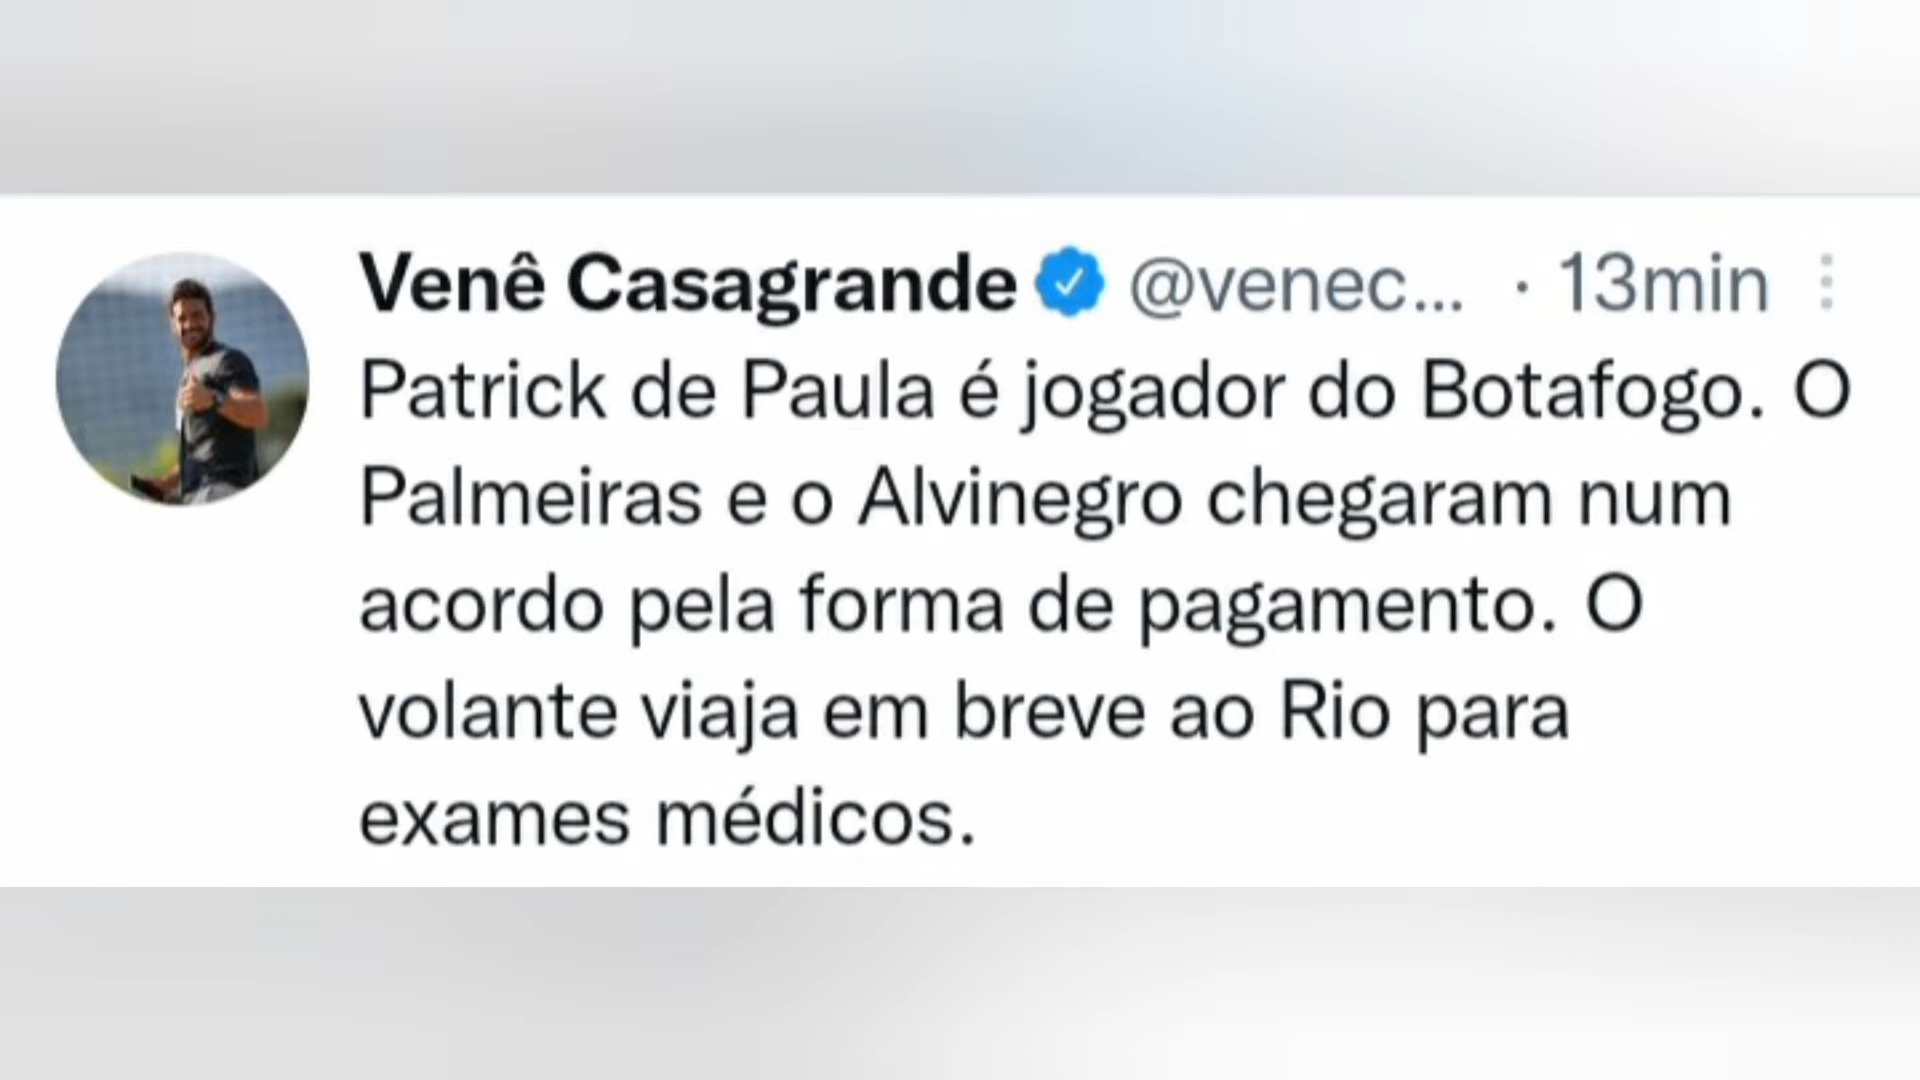 Venê Casagrande @venec... · 13min
Patrick de Paula é jogador do Botafogo. O
Palmeiras e o Alvinegro chegaram num
acordo pela forma de pagamento. O
volante viaja em breve ao Rio para
exames médicos.